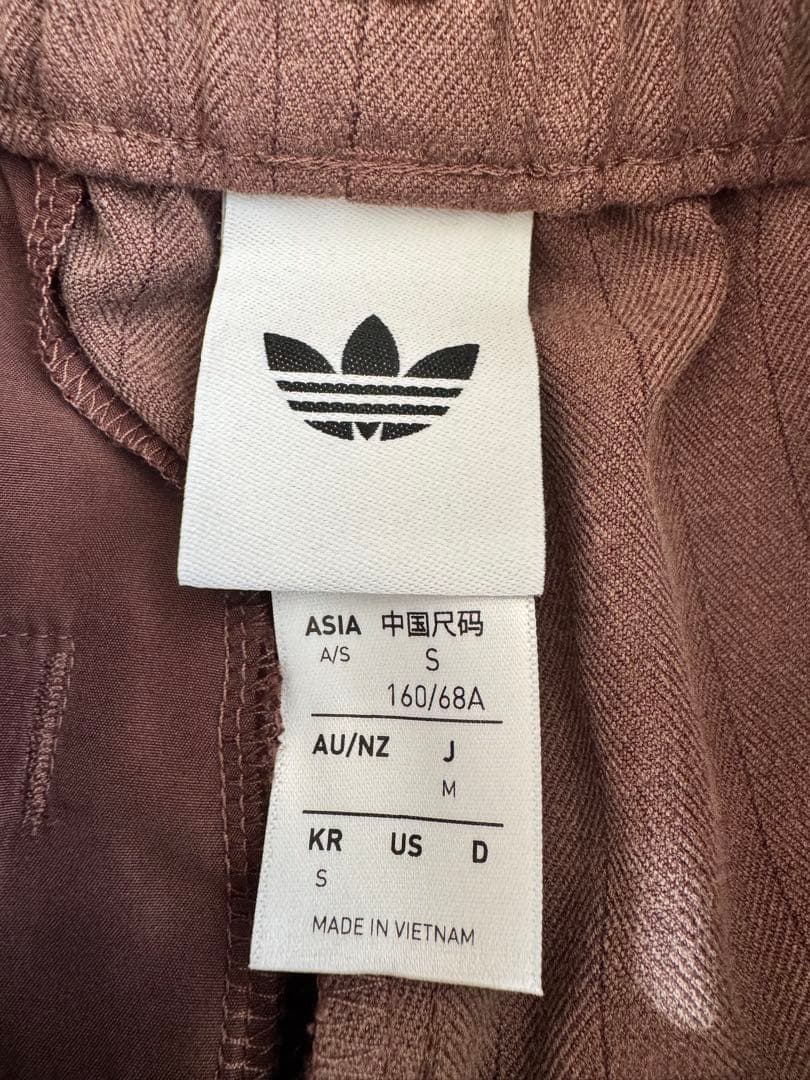 ASIA 中国尺码
A/S S
160/68A
AU/NZ J
M
KR US D
S
MADE IN VIETNAM